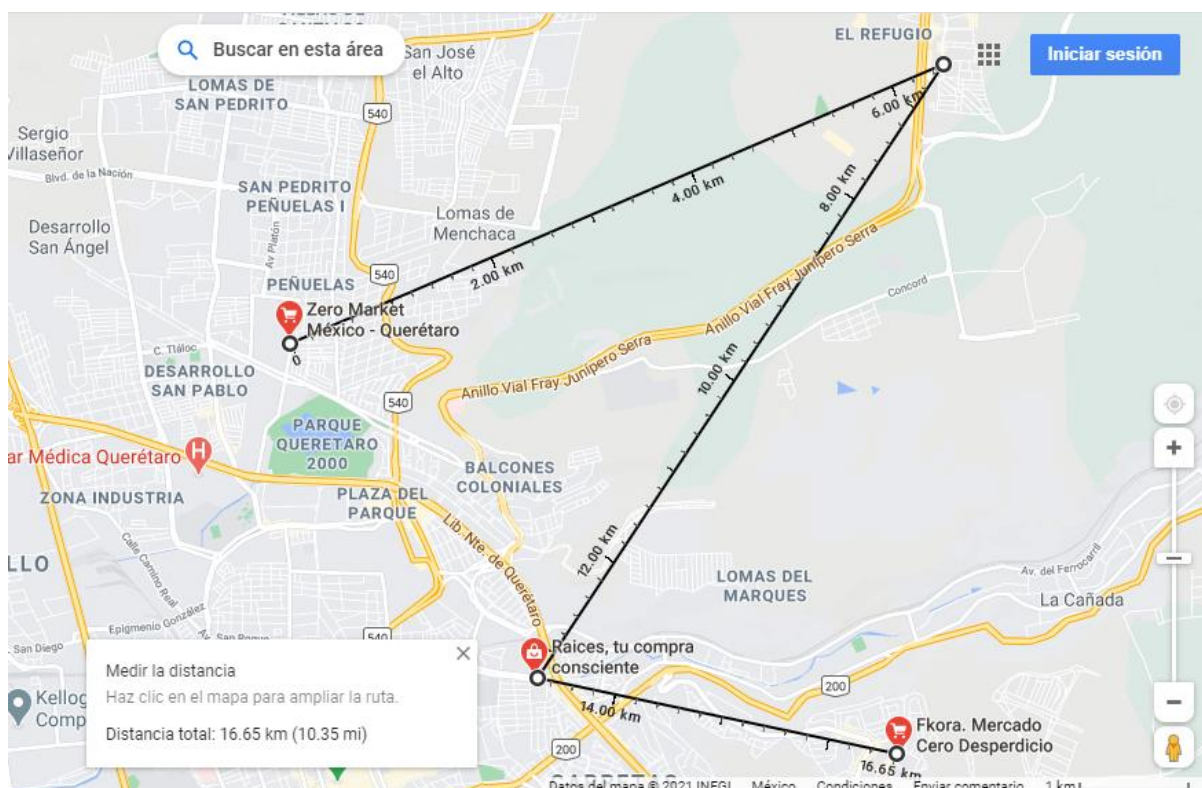 Buscar en esta área
San José
el Alto
EL REFUGIO
Iniciar sesión
LOMAS DE
SAN PEDRITO
540
6.00 km
Sergio
Villaseñor
Blvd. de la Nación
SAN PEDRITO
PEÑUELAS I
4.00 km
8.00 km
Desarrollo
San Ángel
Av Platón
Lomas de
Menchaca
2.00 km
540
PEÑUELAS
Zero Market
México - Querétaro
0
Anillo Vial Fray Junípero Serra
Concord
C. Tláloc
DESARROLLO
SAN PABLO
Anillo Vial Fray Junípero Serra
10.00 km
540
PARQUE
QUERETARO
2000
ar Médica Querétaro
H
BALCONES
COLONIALES
ZONA INDUSTRIA
PLAZA DEL
PARQUE
Lib. Nte. de Querétaro
Calle Camino Real
12.00 km
LLO
LOMAS DEL
MARQUES
Av. del Ferrocarril
La Cañada
Epigmenio González
Av. San Roque
540
San Diego
Medir la distancia
Haz clic en el mapa para ampliar la ruta.
Distancia total: 16.65 km (10.35 mi)
Raices, tu compra
consciente
200
14.00 km
Kellog
Comp
Fkora. Mercado
Cero Desperdicio
16.65 km
200
CARRETAS
Datos del mapa © 2021 INEGI México Condiciones Enviar comentario 1 km